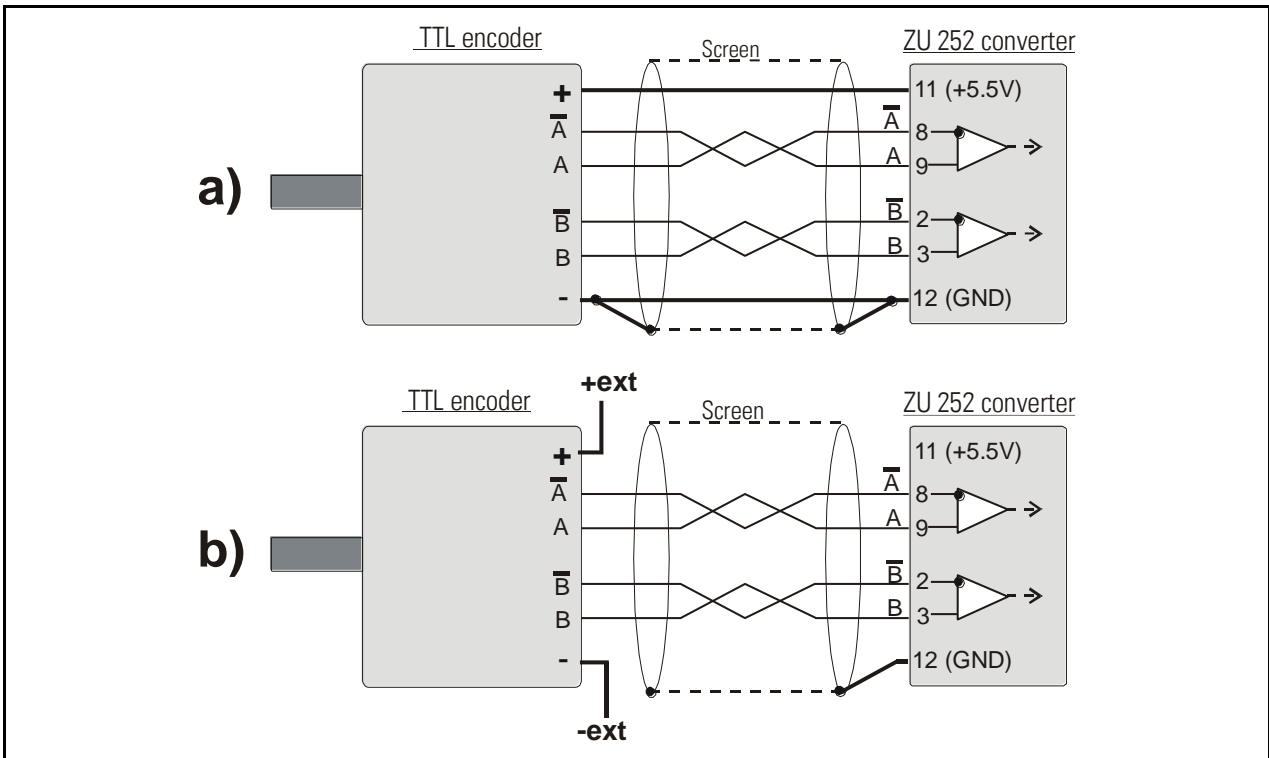 TTL encoder
Screen
ZU 252 converter
a)
+
A̅
A
B̅
B
-
A̅
A
B̅
B
11 (+5.5V)
8
9
2
3
12 (GND)
+ext
TTL encoder
Screen
ZU 252 converter
b)
+
A̅
A
B̅
B
-
-ext
A̅
A
B̅
B
11 (+5.5V)
8
9
2
3
12 (GND)